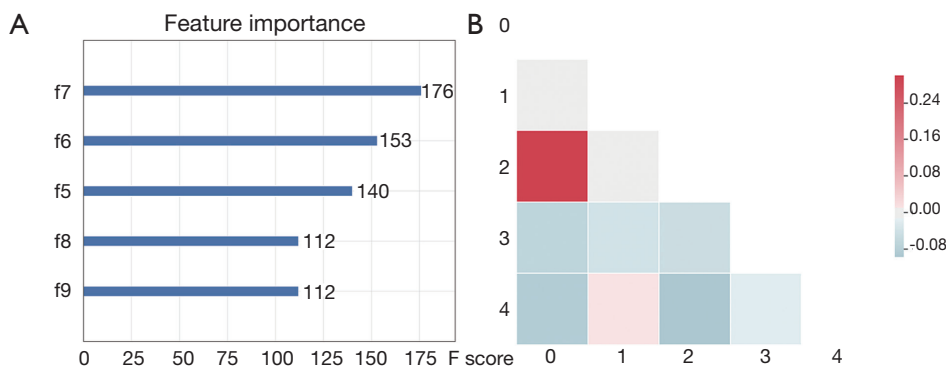 A
Feature importance
f7
176
f6
153
f5
140
f8
112
f9
112
0 25 50 75 100 125 150 175 F score
B
0
1
2
3
4
0 1 2 3 4
0.24
0.16
0.08
0.00
-0.08